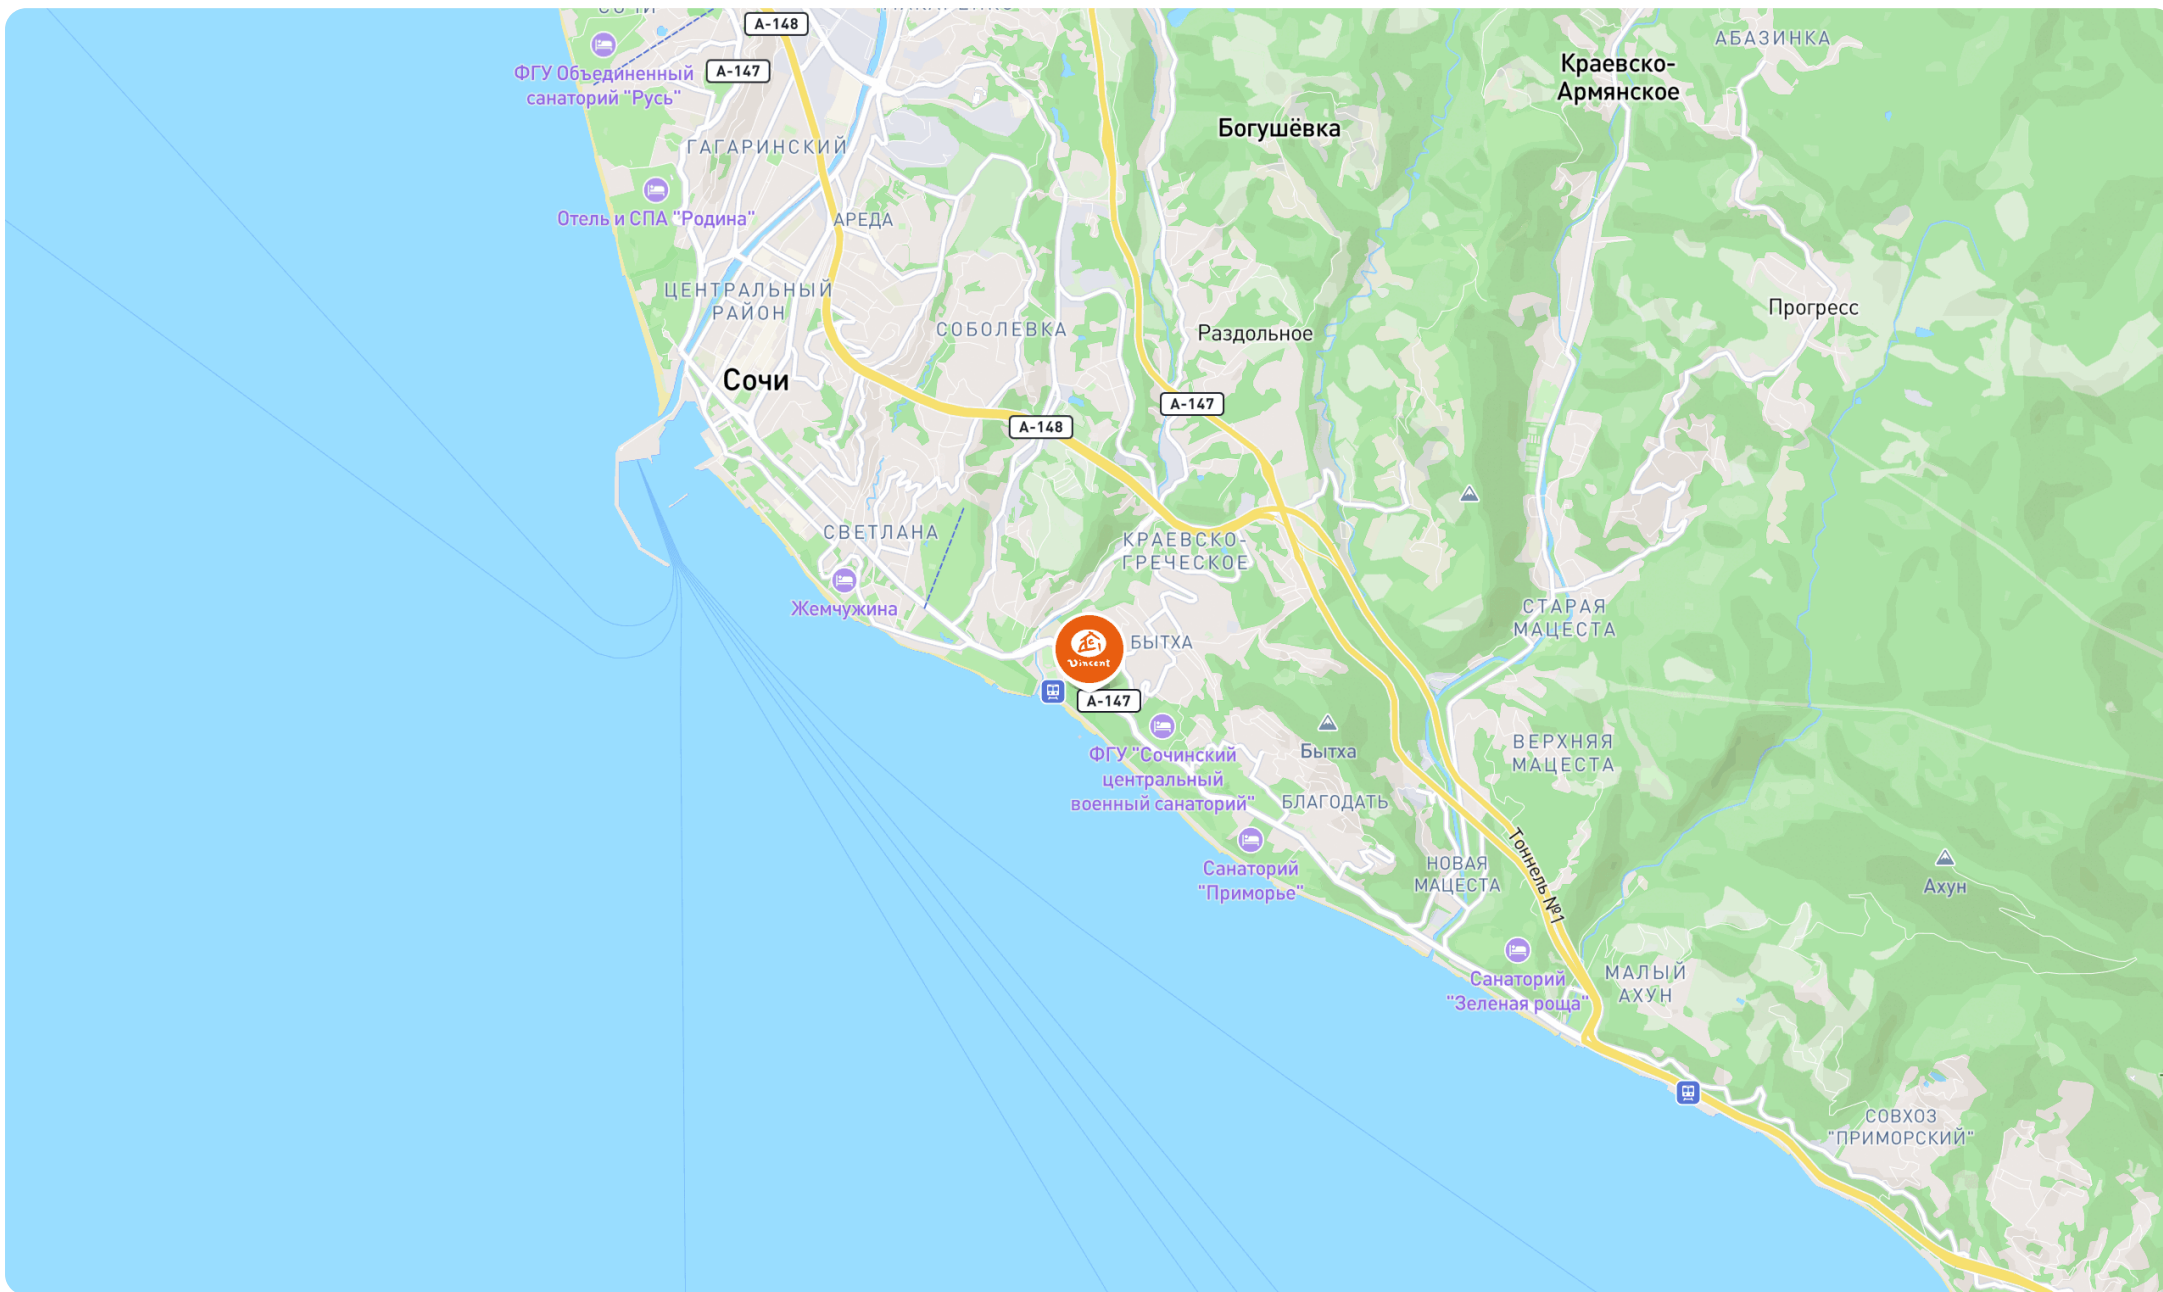 СОЧИ
А-148
А-147
ФГУ Объединенный
санаторий "Русь"
АБАЗИНКА
Краевско-
Армянское
Богушёвка
ГАГАРИНСКИЙ
Отель и СПА "Родина"
АРЕДА
ЦЕНТРАЛЬНЫЙ
РАЙОН
СОБОЛЕВКА
Раздольное
Прогресс
Сочи
А-147
А-148
СВЕТЛАНА
КРАЕВСКО-
ГРЕЧЕСКОЕ
Жемчужина
СТАРАЯ
МАЦЕСТА
Vincent
БЫТХА
А-147
ФГУ "Сочинский
центральный
военный санаторий"
Бытха
ВЕРХНЯЯ
МАЦЕСТА
БЛАГОДАТЬ
Тоннель №1
Санаторий
"Приморье"
НОВАЯ
МАЦЕСТА
Ахун
Санаторий
"Зеленая роща"
МАЛЫЙ
АХУН
СОВХОЗ
"ПРИМОРСКИЙ"